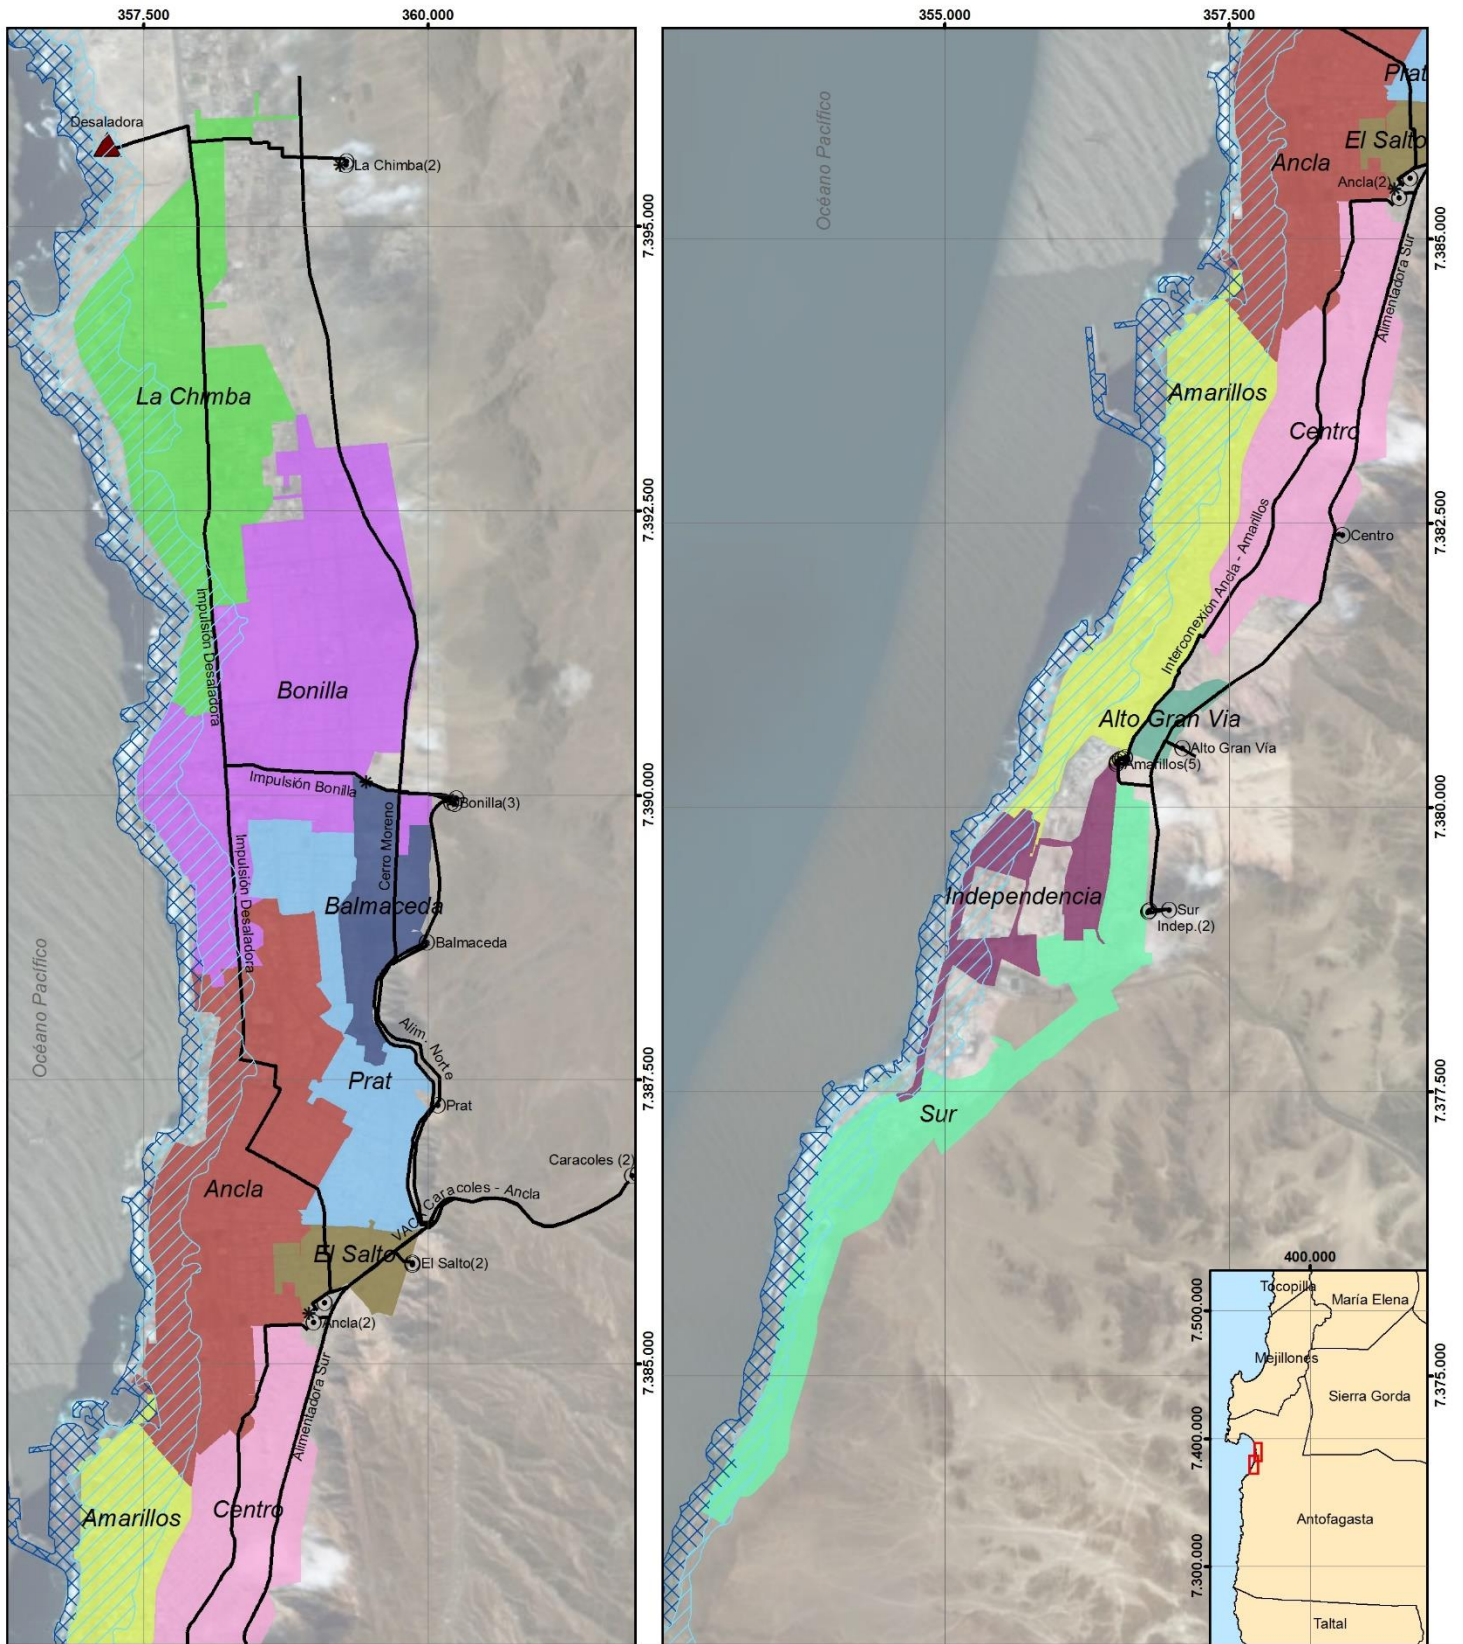 357.500
360.000
Desaladora
La Chimba(2)
7.395.000
La Chimba
7.392.500
Impulsión Desaladora
Bonilla
Impulsión Bonilla
Bonilla(3)
7.390.000
Cerro Moreno
Impulsión Desaladora
Balmaceda
Balmaceda
Océano Pacífico
Alim. Norte
Prat
Prat
7.387.500
Caracoles (2)
Ancla
VACA Caracoles - Ancla
El Salto
El Salto(2)
Ancla(2)
7.385.000
Alimentadora Sur
Amarillos
Centro
355.000
357.500
Prat
Océano Pacífico
El Salto
Ancla
Ancla(2)
7.385.000
Alimentadora Sur
Amarillos
Centro
7.382.500
Centro
Interconexión Ancla - Amarillos
Alto Gran Via
Alto Gran Vía
Amarillos(5)
7.380.000
Independencia
Sur
Indep.(2)
7.377.500
Sur
7.375.000
400.000
Tocopilla
María Elena
7.500.000
Mejillones
Sierra Gorda
7.400.000
Antofagasta
7.300.000
Taltal